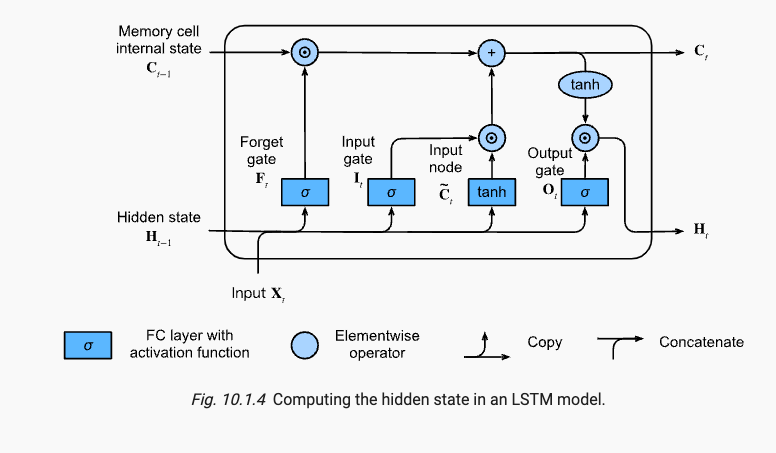 Memory cell
internal state
C_{t−1}
C_t
tanh
+
Forget
gate
F_t
Input
gate
I_t
Input
node
C̃_t
Output
gate
O_t
σ
σ
tanh
σ
Hidden state
H_{t−1}
H_t
Input X_t
σ
FC layer with
activation function
Elementwise
operator
Copy
Concatenate
Fig. 10.1.4 Computing the hidden state in an LSTM model.